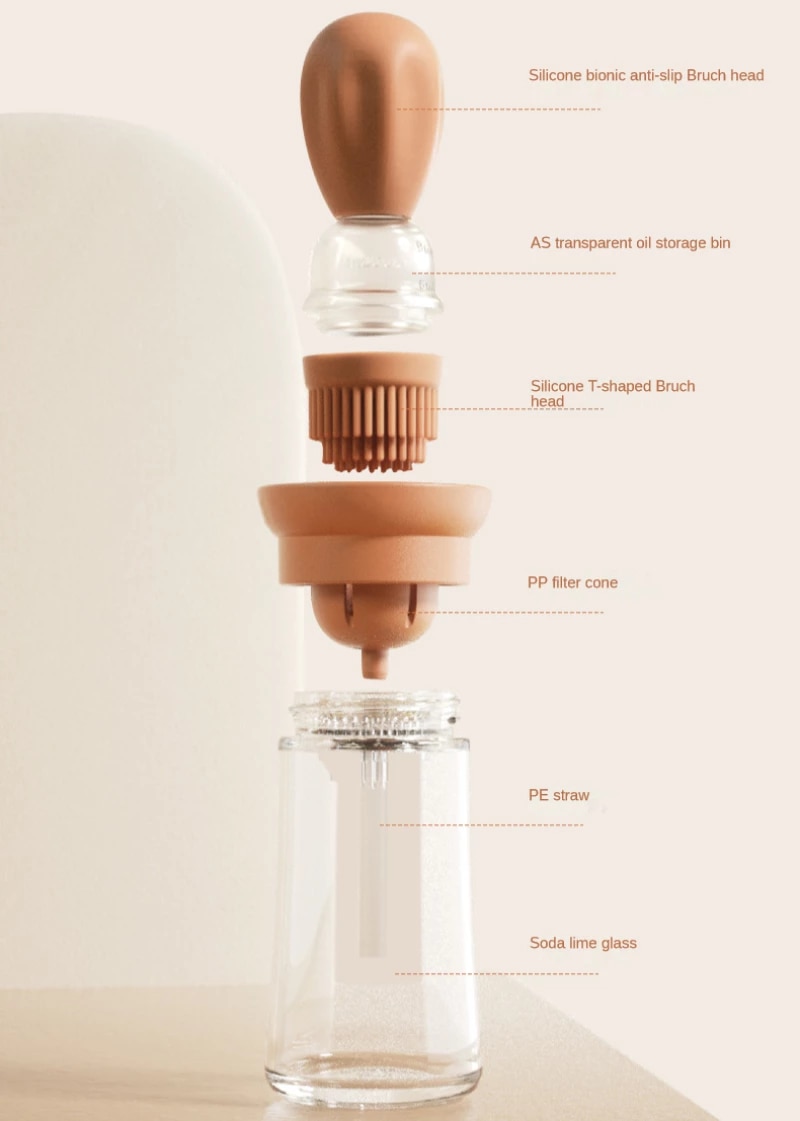 Silicone bionic anti-slip Bruch head
AS transparent oil storage bin
Silicone T-shaped Bruch
head
PP filter cone
PE straw
Soda lime glass